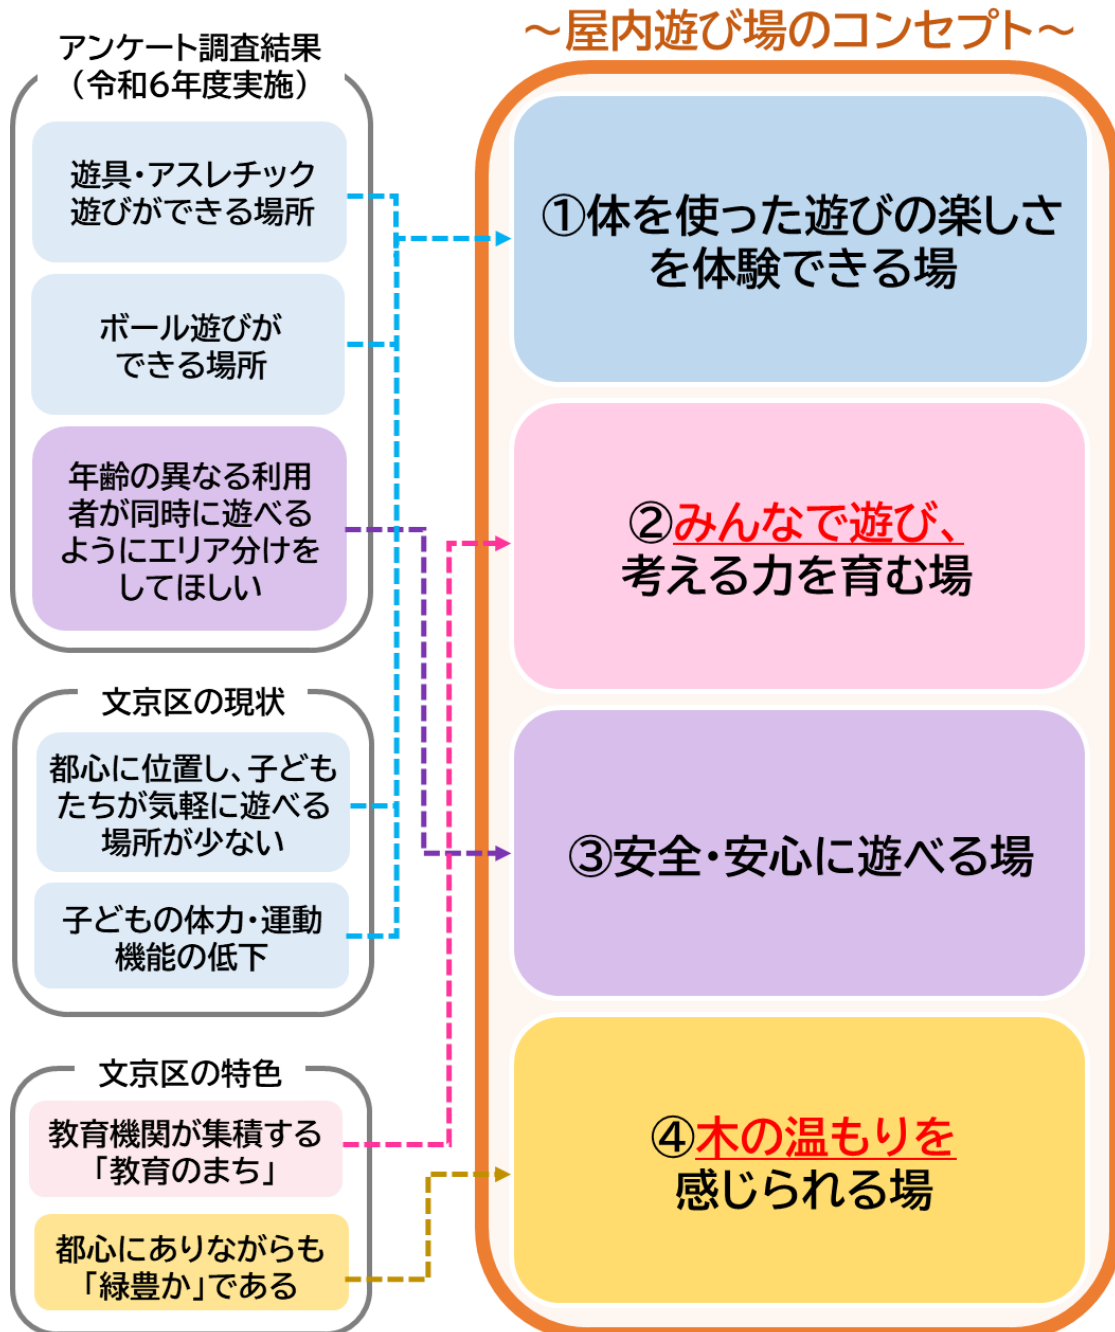 アンケート調査結果
（令和6年度実施）
遊具・アスレチック
遊びができる場所
ボール遊びが
できる場所
年齢の異なる利用
者が同時に遊べる
ようにエリア分けを
してほしい
文京区の現状
都心に位置し、子ども
たちが気軽に遊べる
場所が少ない
子どもの体力・運動
機能の低下
文京区の特色
教育機関が集積する
「教育のまち」
都心にありながらも
「緑豊か」である
～屋内遊び場のコンセプト～
①体を使った遊びの楽しさ
を体験できる場
②みんなで遊び、
考える力を育む場
③安全・安心に遊べる場
④木の温もりを
感じられる場